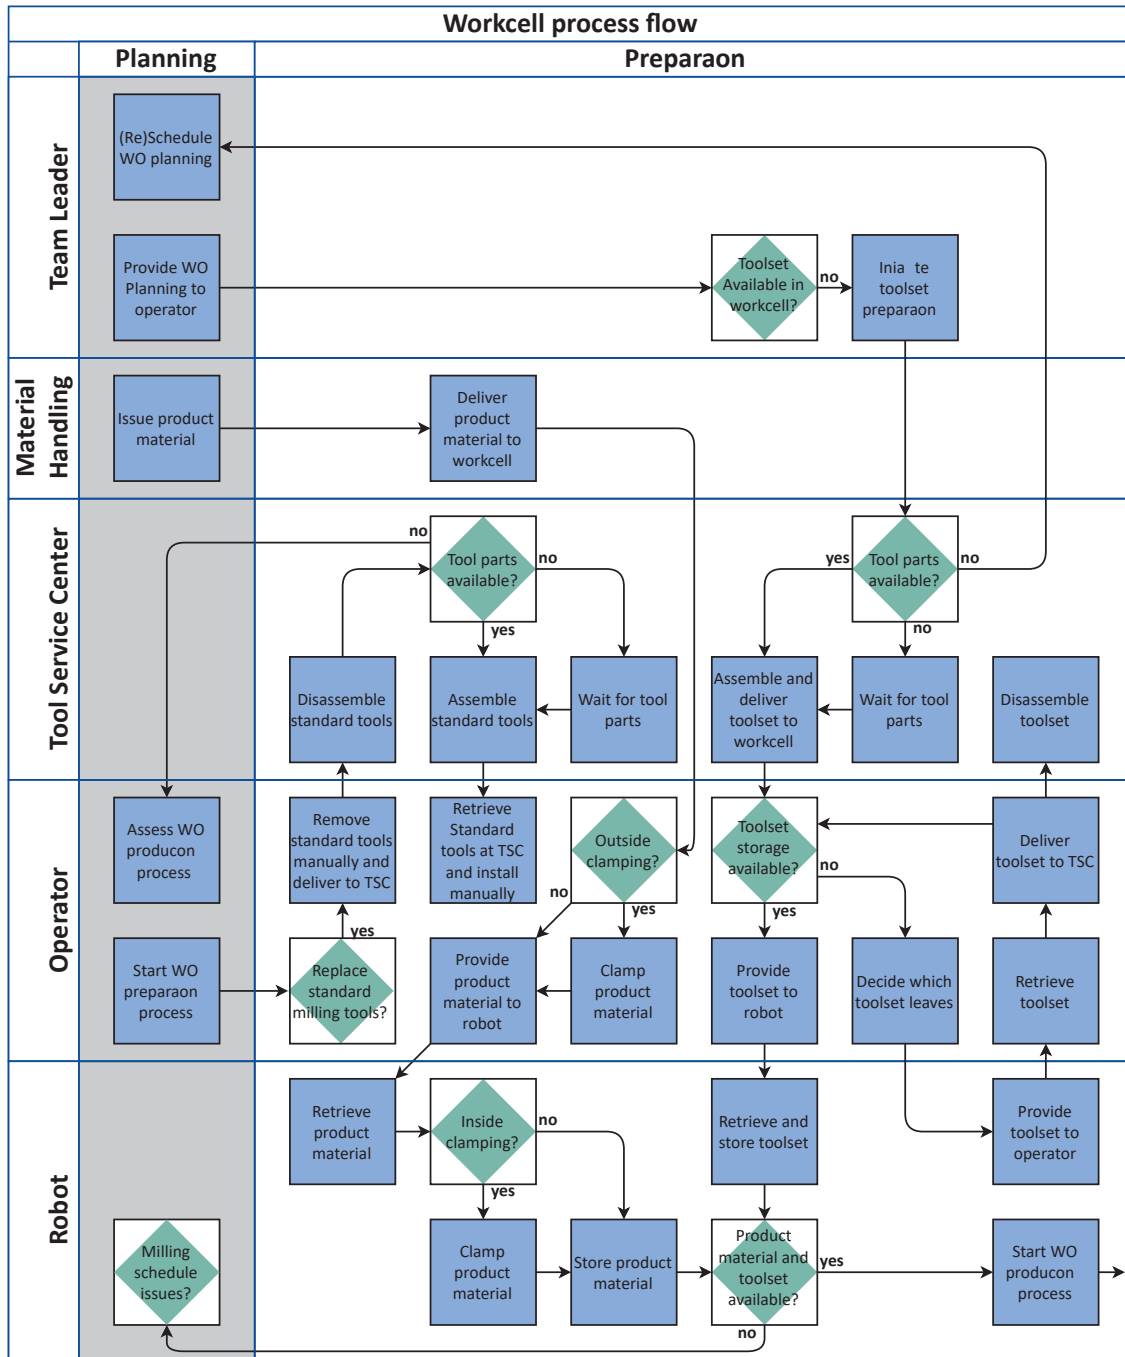 Workcell process flow
Planning
Preparaon
Team Leader
(Re)Schedule
WO planning
Provide WO
Planning to
operator
Toolset
Available in
workcell?
no
Inia te
toolset
preparaon
Material
Handling
Issue product
material
Deliver
product
material to
workcell
Tool Service Center
no
Tool parts
available?
no
yes
yes
Tool parts
available?
no
no
Disassemble
standard tools
Assemble
standard tools
Wait for tool
parts
Assemble and
deliver
toolset to
workcell
Wait for tool
parts
Disassemble
toolset
Operator
Assess WO
producon
process
Remove
standard tools
manually and
deliver to TSC
Retrieve
Standard
tools at TSC
and install
manually
Outside
clamping?
no
yes
Toolset
storage
available?
no
yes
Deliver
toolset to TSC
yes
Start WO
preparaon
process
Replace
standard
milling tools?
Provide
product
material to
robot
Clamp
product
material
Provide
toolset to
robot
Decide which
toolset leaves
Retrieve
toolset
Robot
Retrieve
product
material
Inside
clamping?
no
yes
Retrieve and
store toolset
Provide
toolset to
operator
Milling
schedule
issues?
Clamp
product
material
Store product
material
Product
material and
toolset
available?
yes
no
Start WO
producon
process